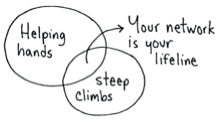 Helping
hands
Your network
is your
lifeline
steep
climbs